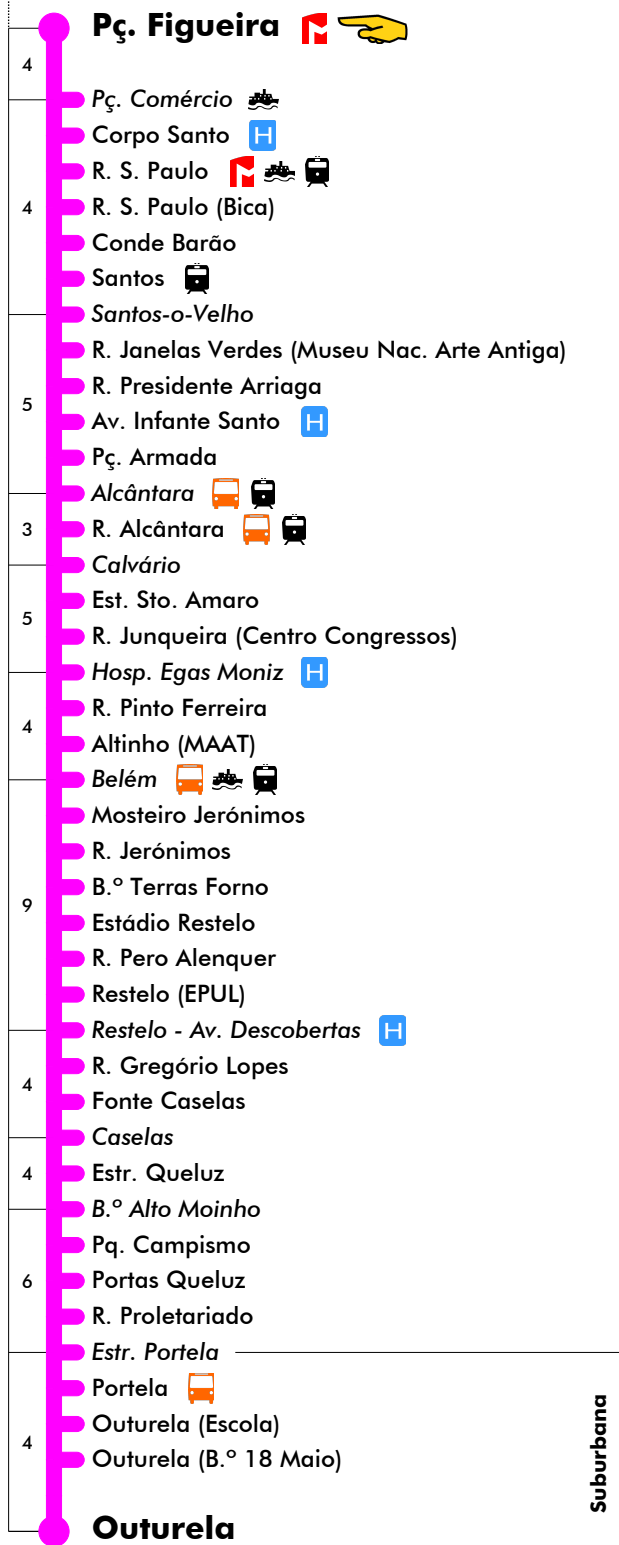 Pç. Figueira
4
Pç. Comércio
Corpo Santo H
R. S. Paulo
4 R. S. Paulo (Bica)
Conde Barão
Santos
Santos-o-Velho
R. Janelas Verdes (Museu Nac. Arte Antiga)
R. Presidente Arriaga
5
Av. Infante Santo H
Pç. Armada
Alcântara
3 R. Alcântara
Calvário
Est. Sto. Amaro
5
R. Junqueira (Centro Congressos)
Hosp. Egas Moniz H
R. Pinto Ferreira
4
Altinho (MAAT)
Belém
Mosteiro Jerónimos
R. Jerónimos
B.º Terras Forno
9
Estádio Restelo
R. Pero Alenquer
Restelo (EPUL)
Restelo - Av. Descobertas H
R. Gregório Lopes
4
Fonte Caselas
Caselas
4 Estr. Queluz
B.º Alto Moinho
Pq. Campismo
6 Portas Queluz
R. Proletariado
Estr. Portela
Portela
Outurela (Escola)
4
Outurela (B.º 18 Maio)
Outurela
Suburbana